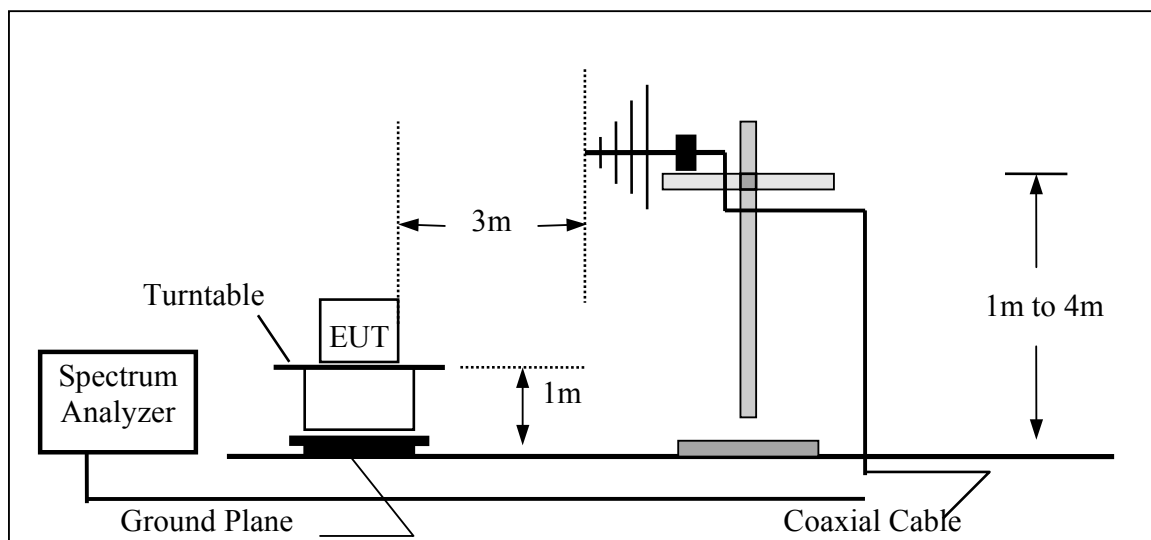 3m
Turntable
EUT
1m to 4m
Spectrum
Analyzer
1m
Ground Plane
Coaxial Cable